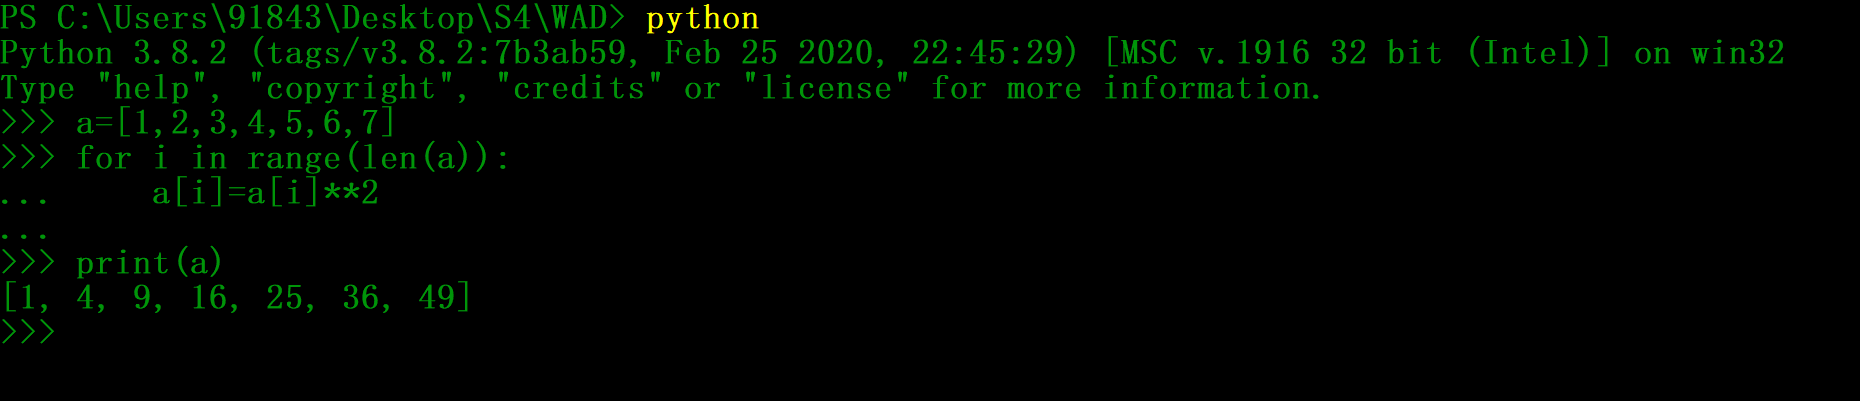 PS C:\Users\91843\Desktop\S4\WAD> python
Python 3.8.2 (tags/v3.8.2:7b3ab59, Feb 25 2020, 22:45:29) [MSC v.1916 32 bit (Intel)] on win32
Type "help", "copyright", "credits" or "license" for more information.
>>> a=[1,2,3,4,5,6,7]
>>> for i in range(len(a)):
...     a[i]=a[i]**2
...
>>> print(a)
[1, 4, 9, 16, 25, 36, 49]
>>>